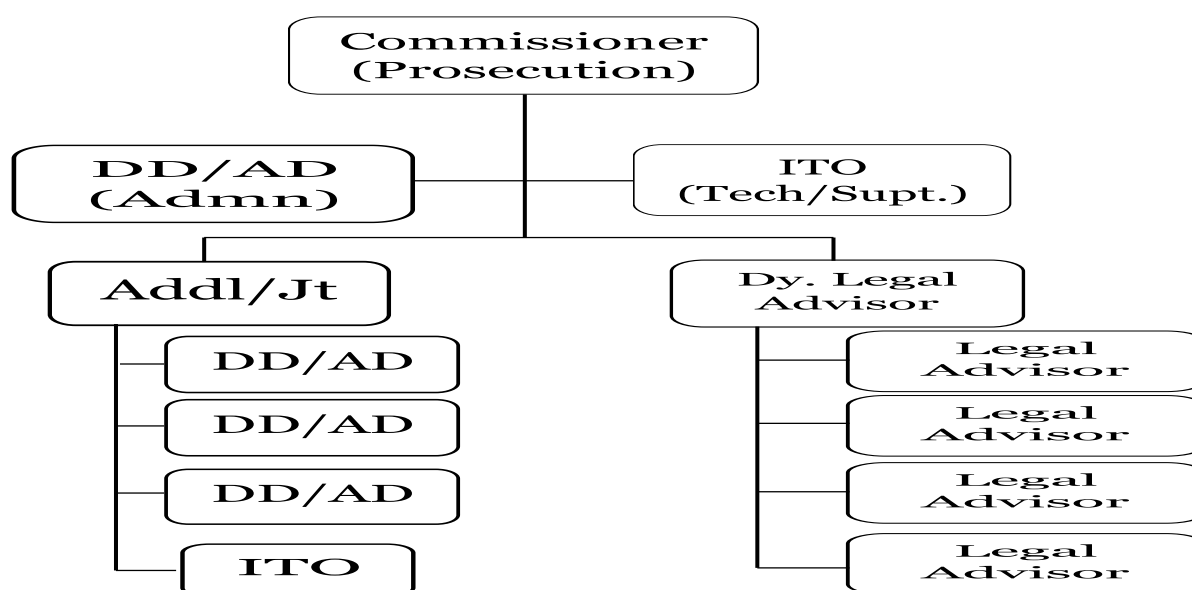 Commissioner
(Prosecution)
DD/AD
(Admn)
ITO
(Tech/Supt.)
Addl/Jt
DD/AD
DD/AD
DD/AD
ITO
Dy. Legal
Advisor
Legal
Advisor
Legal
Advisor
Legal
Advisor
Legal
Advisor